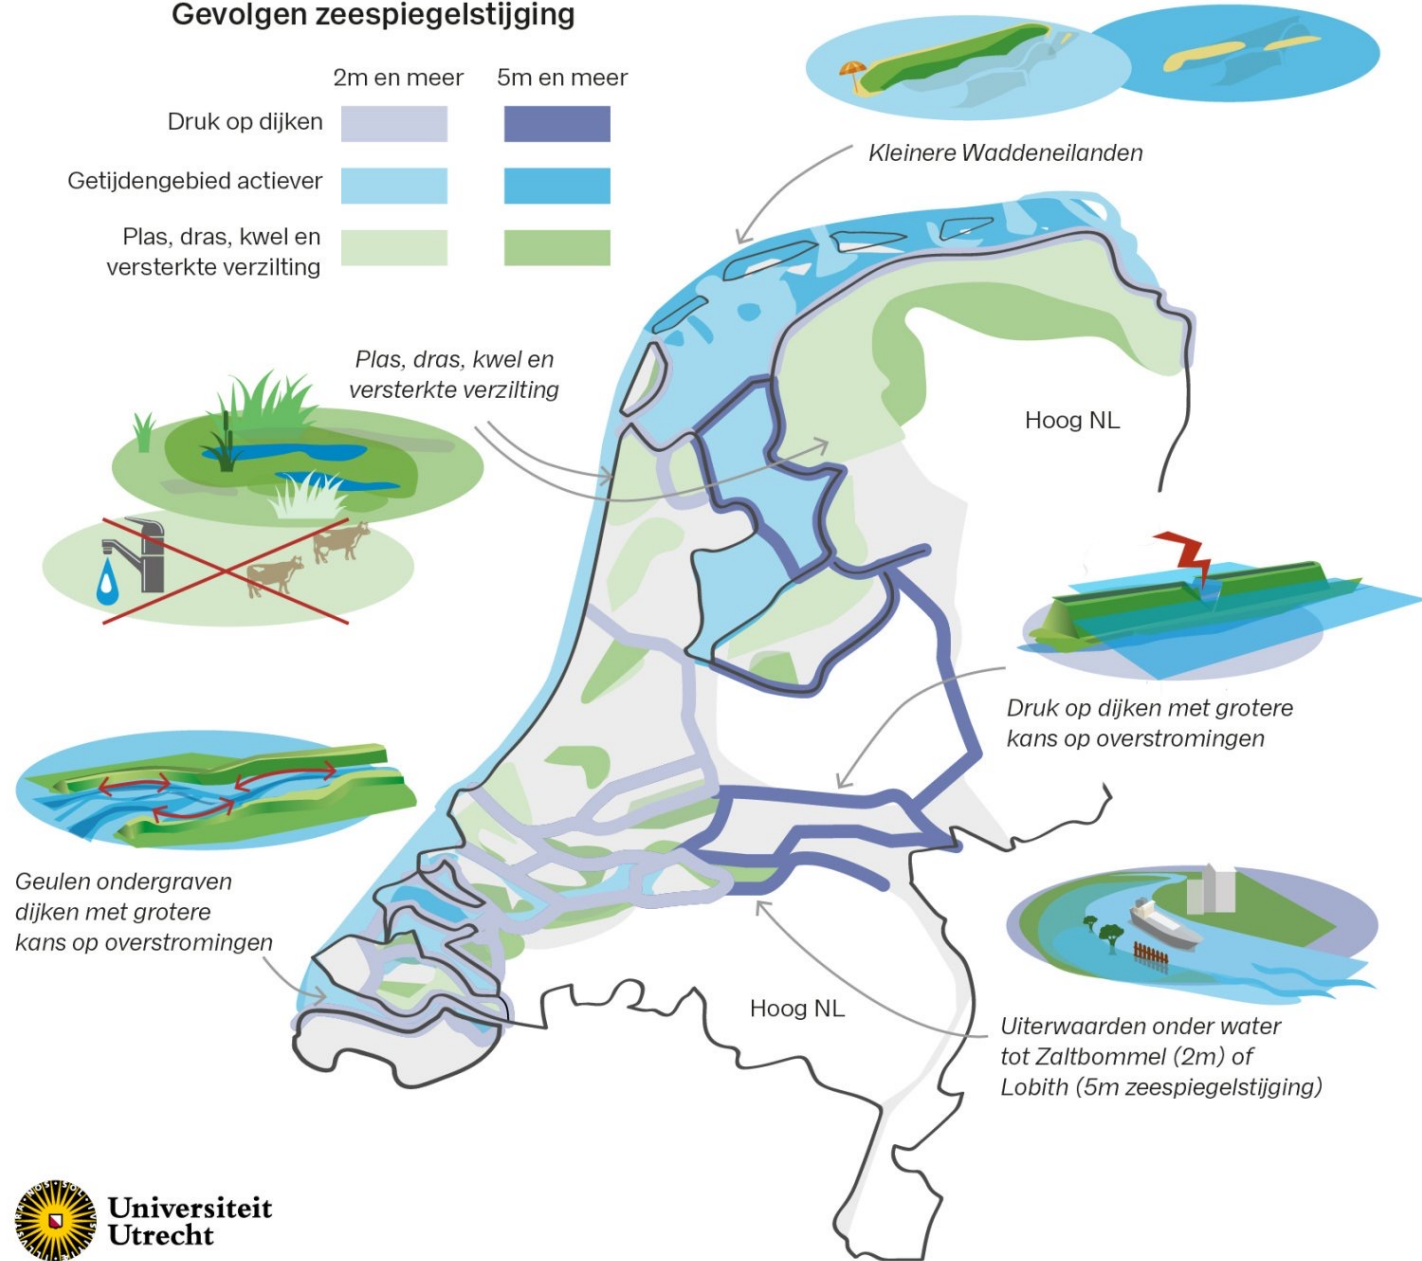 Gevolgen zeespiegelstijging
2m en meer
5m en meer
Druk op dijken
Getijdengebied actiever
Plas, dras, kwel en
versterkte verzilting
Kleinere Waddeneilanden
Plas, dras, kwel en
versterkte verzilting
Hoog NL
Druk op dijken met grotere
kans op overstromingen
Geulen ondergraven
dijken met grotere
kans op overstromingen
Hoog NL
Uiterwaarden onder water
tot Zaltbommel (2m) of
Lobith (5m zeespiegelstijging)
Universiteit
Utrecht